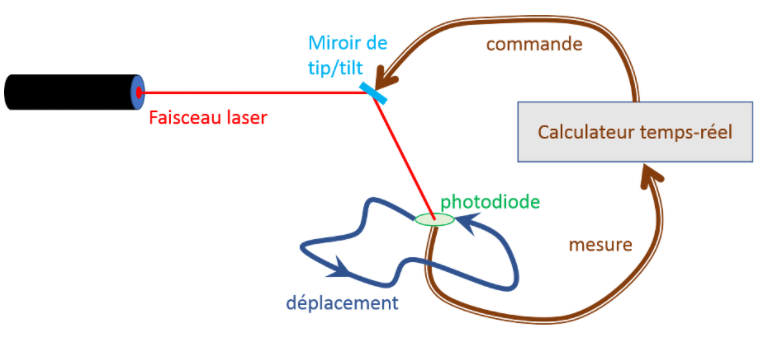 Miroir de
tip/tilt
commande
Faisceau laser
Calculateur temps-réel
photodiode
mesure
déplacement